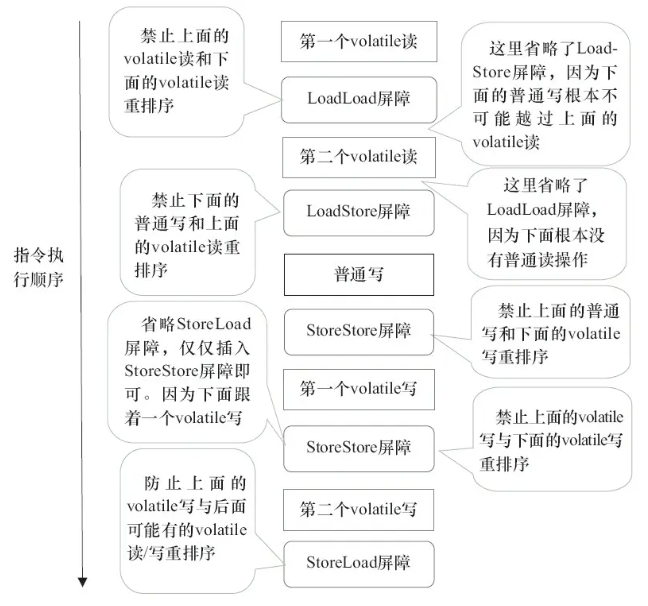 禁止上面的
volatile读和下
面的volatile读
重排序
第一个volatile读
LoadLoad屏障
这里省略了Load-
Store屏障，因为下
面的普通写根本不
可能越过上面的
volatile读
第二个volatile读
禁止下面的
普通写和上面
的volatile读重
排序
LoadStore屏障
这里省略了
LoadLoad屏障，
因为下面根本没
有普通读操作
指令执
行顺序
普通写
省略StoreLoad
屏障，仅仅插入
StoreStore屏障即
可。因为下面跟
着一个volatile写
StoreStore屏障
禁止上面的普通
写和下面的volatile
写重排序
第一个volatile写
StoreStore屏障
禁止上面的volatile
写与下面的volatile写
重排序
防止上面的
volatile写与后面
可能有的volatile
读/写重排序
第二个volatile写
StoreLoad屏障